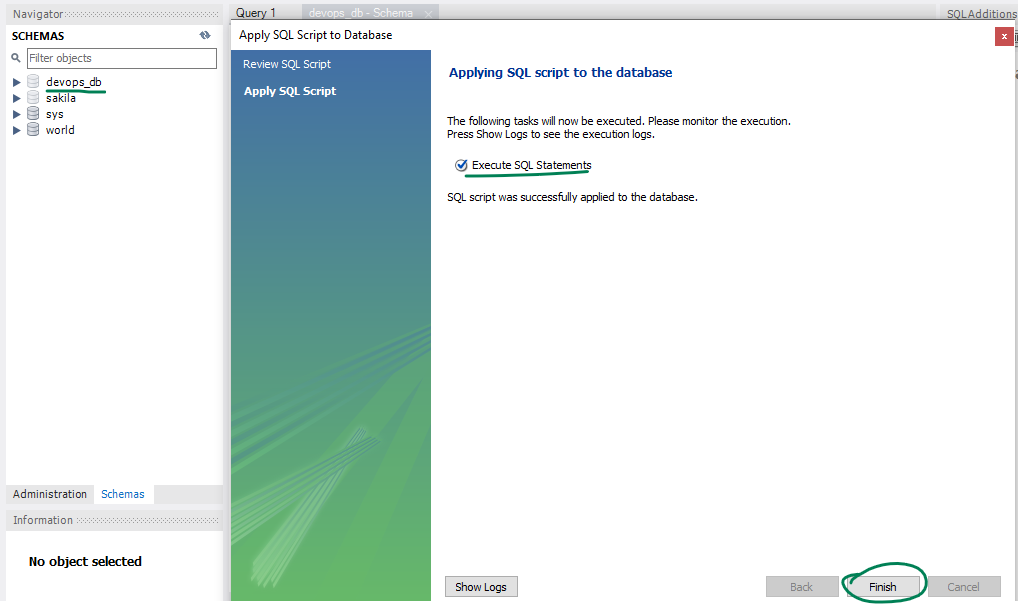 Navigator
SCHEMAS
Filter objects
devops_db
sakila
sys
world
Administration Schemas
Information
No object selected
Query 1
devops_db - Schema
SQLAdditions
Apply SQL Script to Database
Review SQL Script
Apply SQL Script
Applying SQL script to the database
The following tasks will now be executed. Please monitor the execution.
Press Show Logs to see the execution logs.
Execute SQL Statements
SQL script was successfully applied to the database.
Show Logs
Back
Finish
Cancel